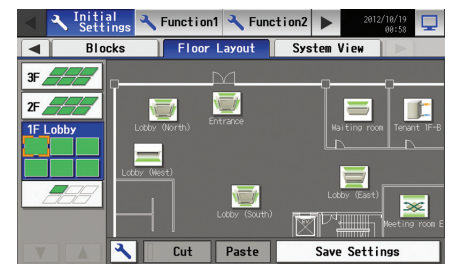 Initial Settings
Function1
Function2
2012/10/19
00:58
Blocks
Floor Layout
System View
3F
2F
1F Lobby
Lobby (North)
Entrance
Waiting room
Tenant 1F-B
Lobby (West)
Lobby (East)
Lobby (South)
Meeting room E
Cut
Paste
Save Settings